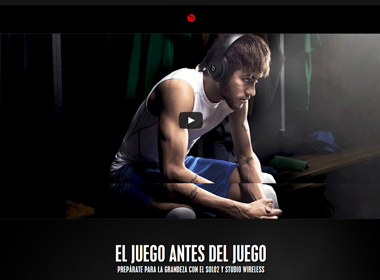 EL JUEGO ANTES DEL JUEGO
PREPÁRATE PARA LA GRANDEZA CON EL SOLO2 Y STUDIO WIRELESS